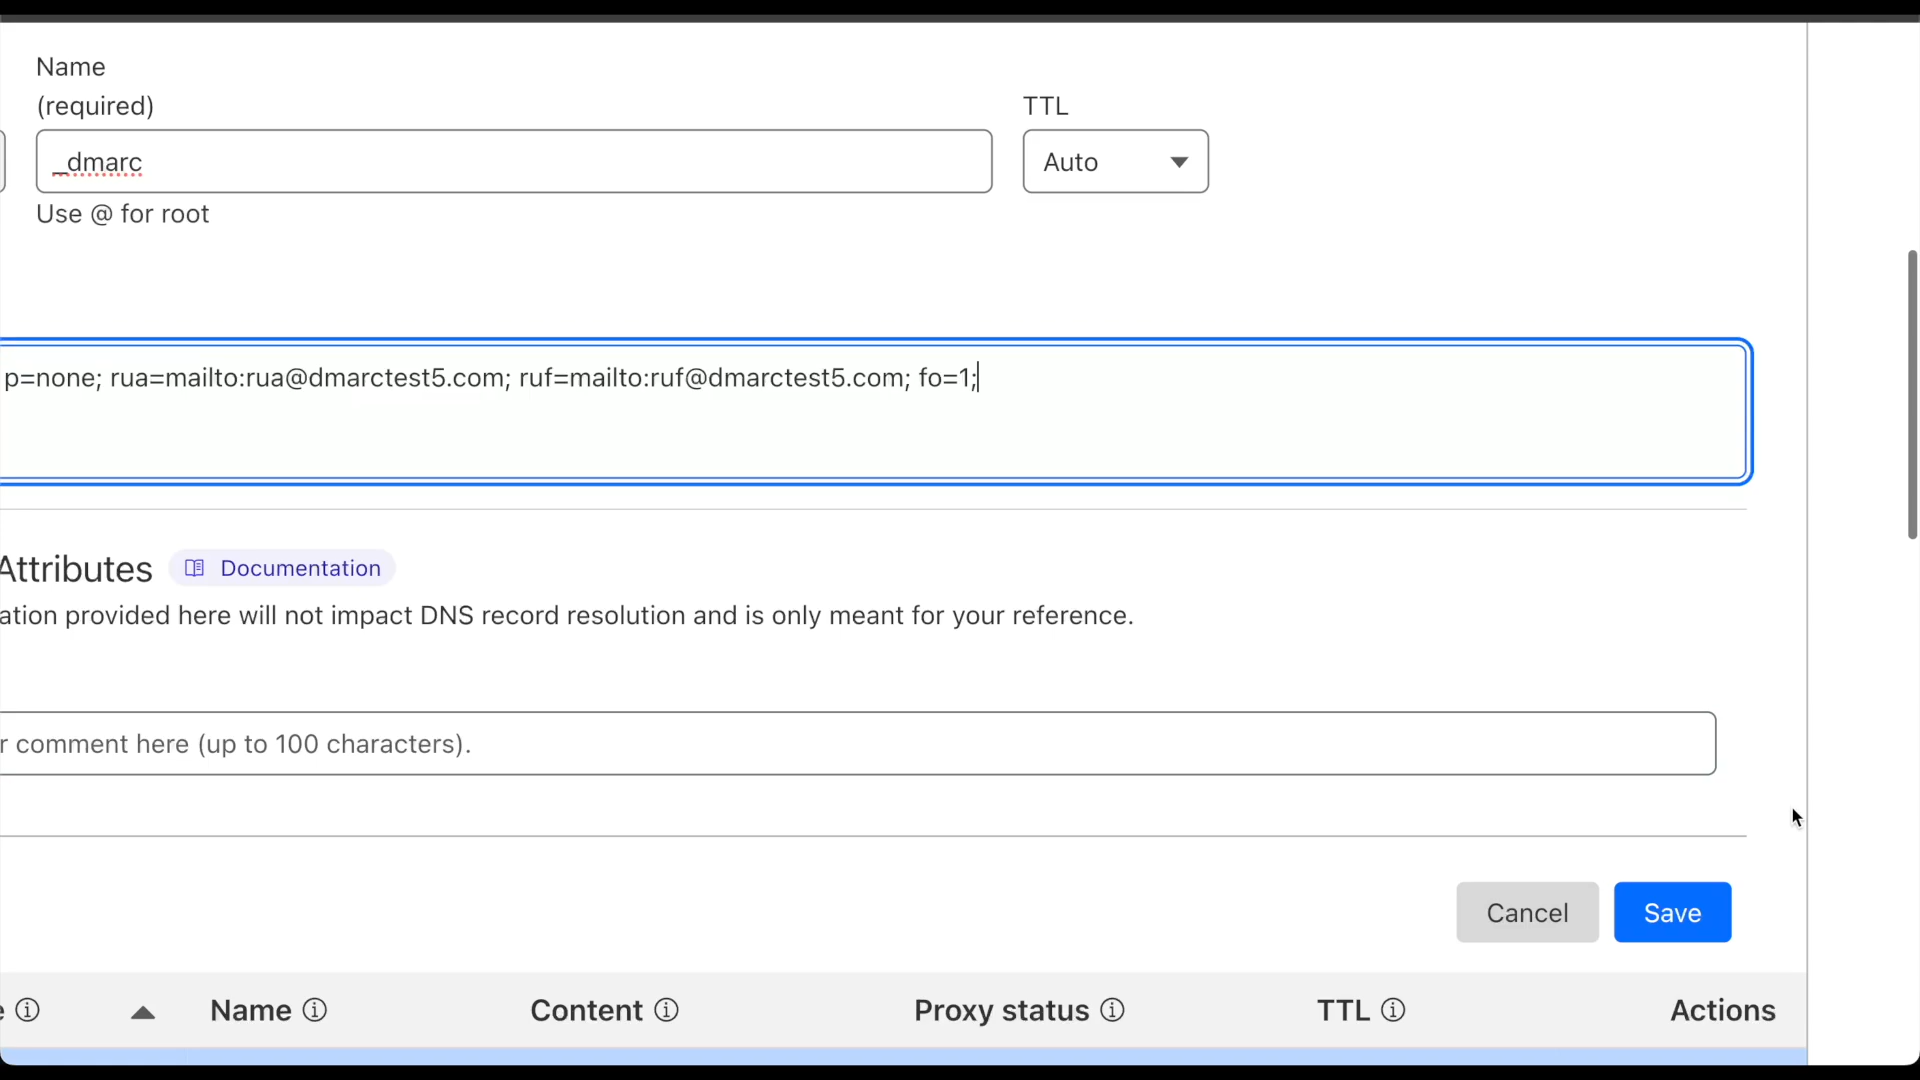 Name
(required)
TTL
_dmarc
Auto
Use @ for root
p=none; rua=mailto:rua@dmarctest5.com; ruf=mailto:ruf@dmarctest5.com; fo=1;
Attributes
Documentation
ation provided here will not impact DNS record resolution and is only meant for your reference.
r comment here (up to 100 characters).
Cancel
Save
e
Name
Content
Proxy status
TTL
Actions